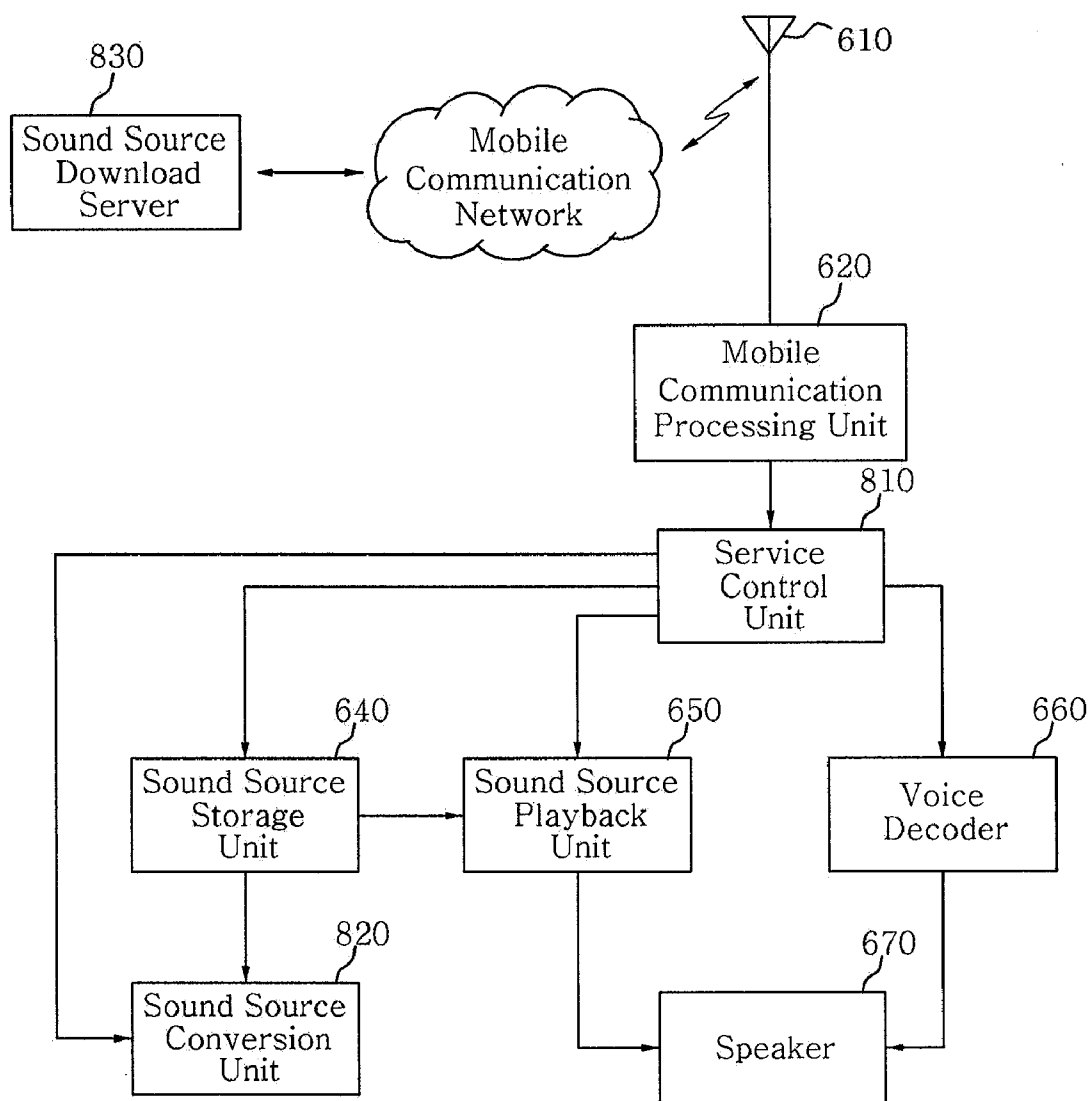 610
830
Sound Source
Download
Server
Mobile
Communication
Network
620
Mobile
Communication
Processing Unit
810
Service
Control
Unit
640
Sound Source
Storage
Unit
650
Sound Source
Playback
Unit
660
Voice
Decoder
820
Sound Source
Conversion
Unit
670
Speaker